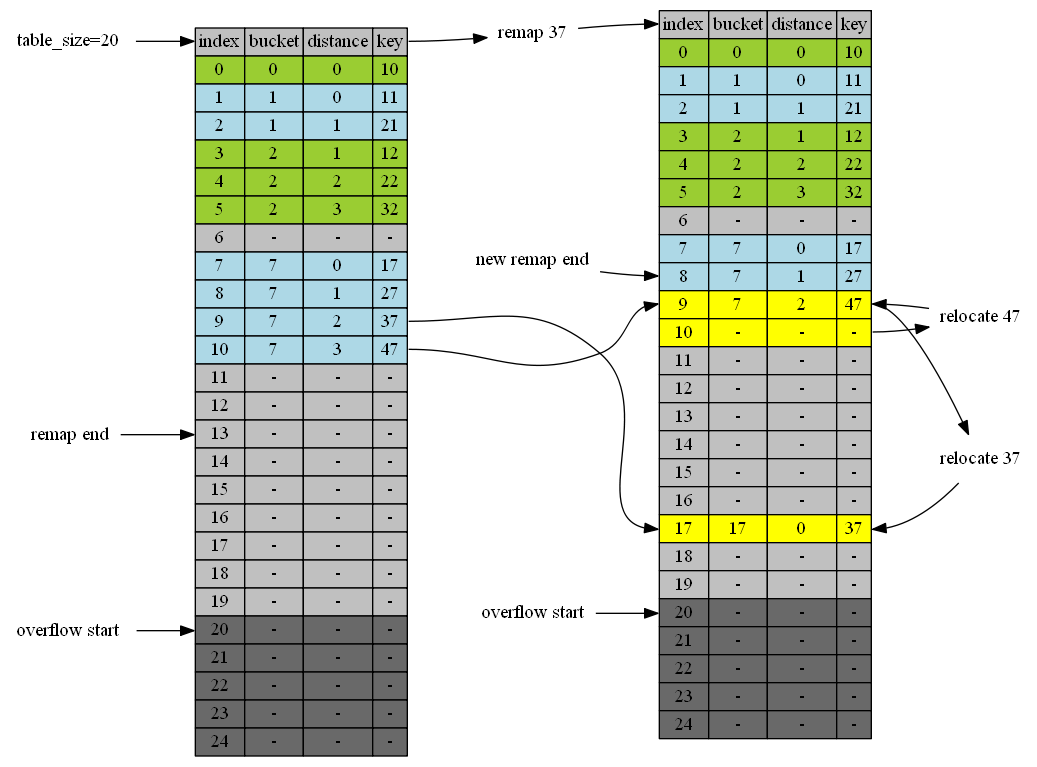 table_size=20
index bucket distance key
0 0 0 10
1 1 0 11
2 1 1 21
3 2 1 12
4 2 2 22
5 2 3 32
6 - - -
7 7 0 17
8 7 1 27
9 7 2 37
10 7 3 47
11 - - -
12 - - -
13 - - -
14 - - -
15 - - -
16 - - -
17 - - -
18 - - -
19 - - -
20 - - -
21 - - -
22 - - -
23 - - -
24 - - -
remap end
overflow start
remap 37
index bucket distance key
0 0 0 10
1 1 0 11
2 1 1 21
3 2 1 12
4 2 2 22
5 2 3 32
6 - - -
7 7 0 17
8 7 1 27
9 7 2 47
10 - - -
11 - - -
12 - - -
13 - - -
14 - - -
15 - - -
16 - - -
17 17 0 37
18 - - -
19 - - -
20 - - -
21 - - -
22 - - -
23 - - -
24 - - -
new remap end
overflow start
relocate 47
relocate 37